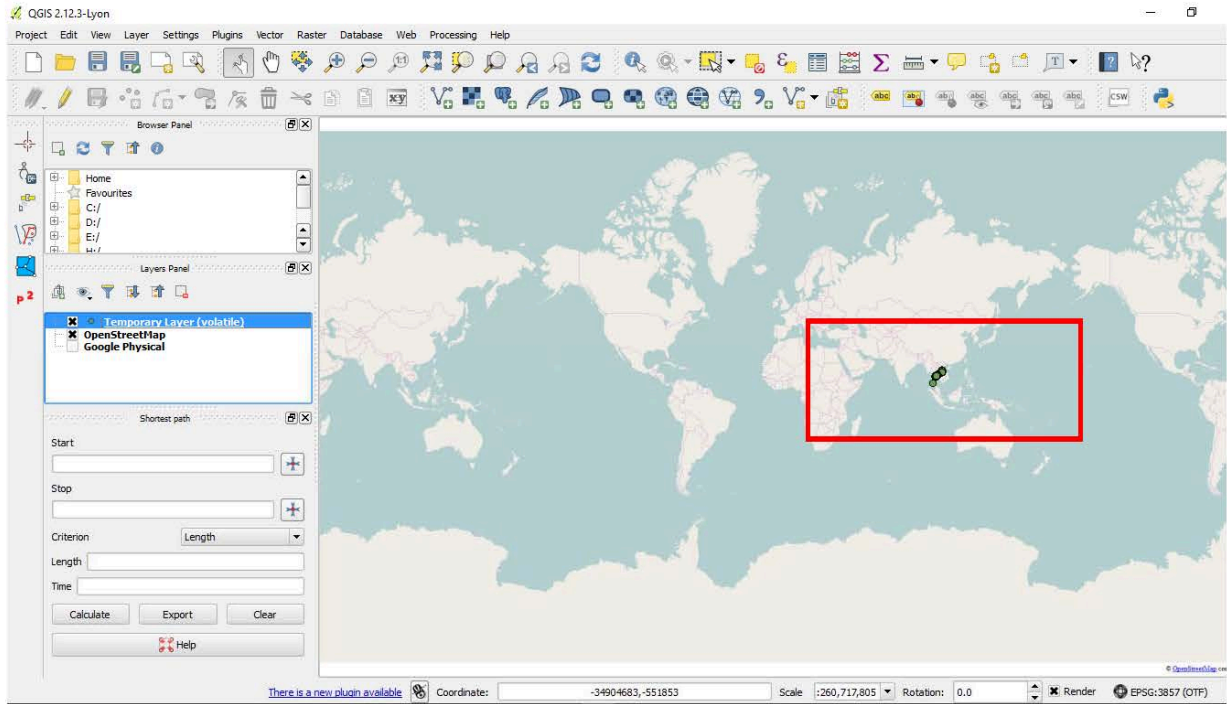 QGIS 2.12.3-Lyon
Project Edit View Layer Settings Plugins Vector Raster Database Web Processing Help
Browser Panel
Home
Favourites
C:/
D:/
E:/
H:/
Layers Panel
Temporary Layer (volatile)
OpenStreetMap
Google Physical
Shortest path
Start
Stop
Criterion Length
Length
Time
Calculate Export Clear
Help
© OpenStreetMap
There is a new plugin available Coordinate: -34904683,-551853 Scale :260,717,805 Rotation: 0.0 Render EPSG:3857 (OTF)